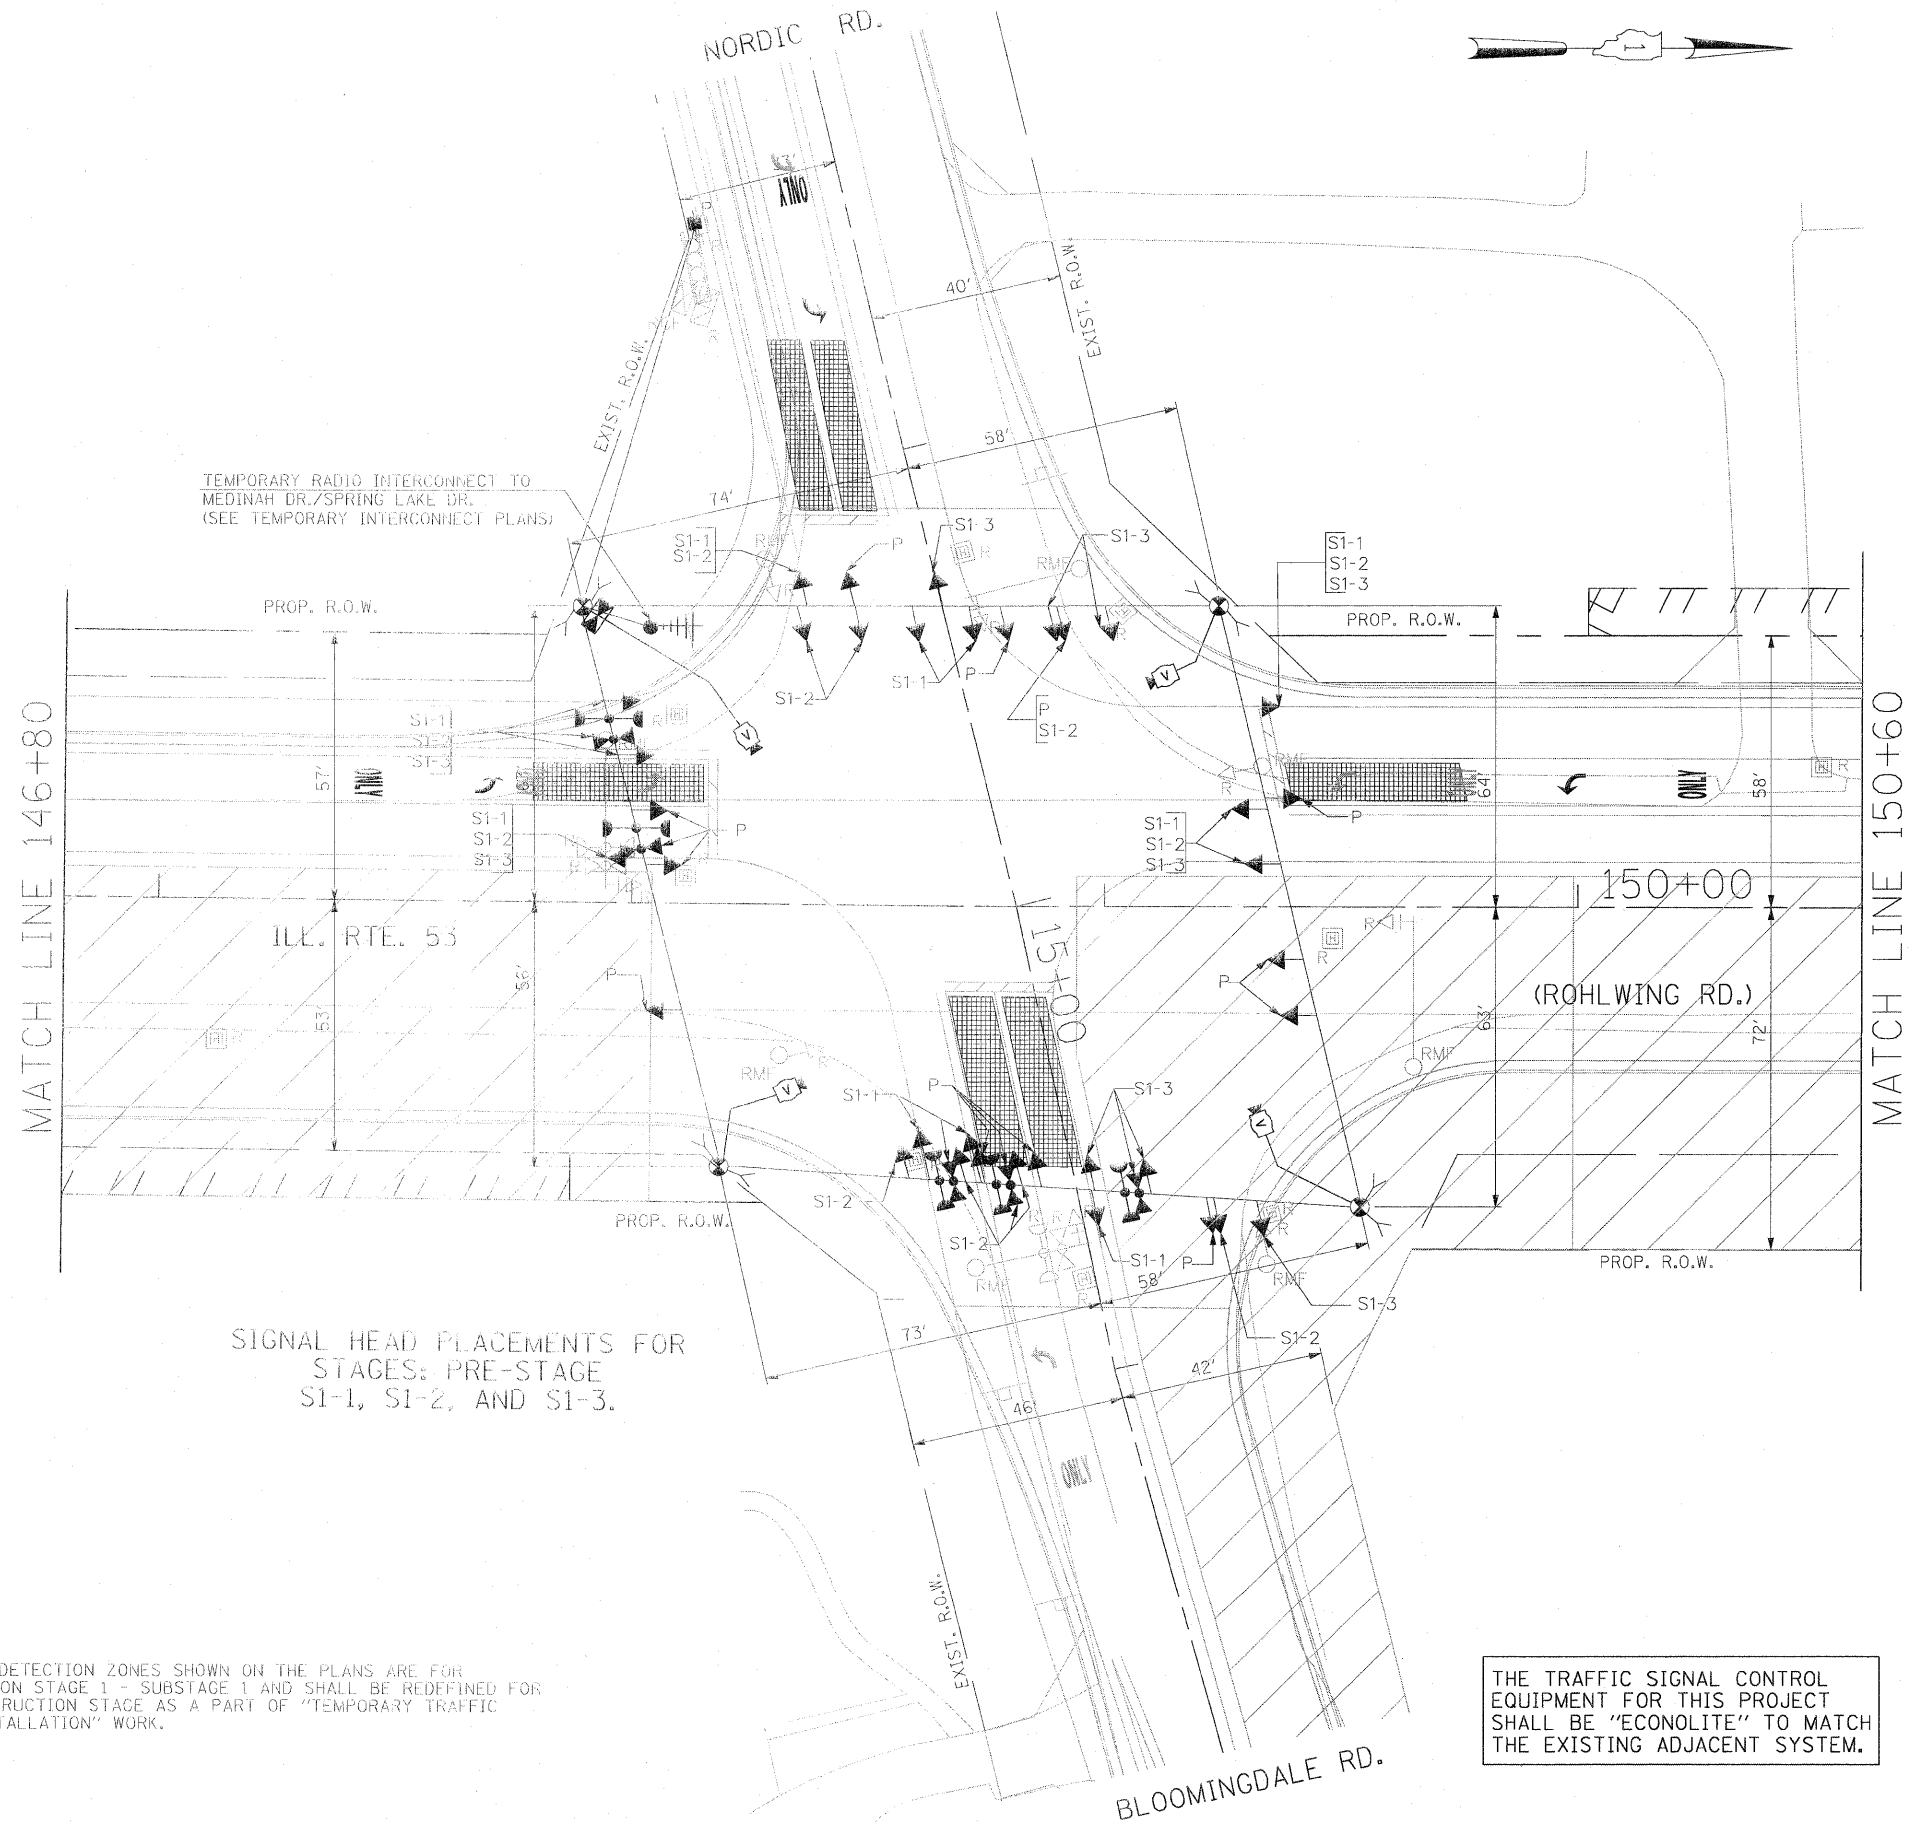 NORDIC RD.
1
ONLY
P
40'
EXIST. R.O.W.
EXIST. R.O.W.
58'
74'
TEMPORARY RADIO INTERCONNECT TO
MEDINAH DR./SPRING LAKE DR.
(SEE TEMPORARY INTERCONNECT PLANS)
S1-1
S1-2
P
S1-3
R
S1-3
RMF
S1-1
S1-2
S1-3
PROP. R.O.W.
PROP. R.O.W.
S1-2
S1-1
P
P
S1-2
V
V
MATCH LINE 146+80
57'
S1-1
S1-3
R
ONLY
S1-1
S1-2
S1-3
P
S1-1
S1-2
S1-3
P
RMF
R
ONLY
64'
58'
R
MATCH LINE 150+60
150+00
ILL. RTE. 53
15+00
P
56'
53'
R
P
R
R
(ROHLWING RD.)
63'
72'
RMF
RMF
V
V
S1-1
P
S1-3
S1-2
PROP. R.O.W.
S1-2
S1-1
P
58'
RMF
RMF
R
S1-3
S1-2
PROP. R.O.W.
73'
42'
46'
SIGNAL HEAD PLACEMENTS FOR
STAGES: PRE-STAGE
S1-1, S1-2, AND S1-3.
ONLY
EXIST. R.O.W.
DETECTION ZONES SHOWN ON THE PLANS ARE FOR
ON STAGE 1 - SUBSTAGE 1 AND SHALL BE REDEFINED FOR
RUCTION STAGE AS A PART OF "TEMPORARY TRAFFIC
TALLATION" WORK.
THE TRAFFIC SIGNAL CONTROL
EQUIPMENT FOR THIS PROJECT
SHALL BE "ECONOLITE" TO MATCH
THE EXISTING ADJACENT SYSTEM.
BLOOMINGDALE RD.